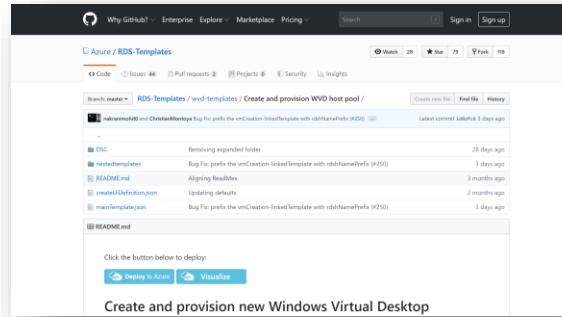 Why GitHub? Enterprise Explore Marketplace Pricing Search / Sign in Sign up
Azure / RDS-Templates Watch 28 Star 79 Fork 118
Code Issues 44 Pull requests 2 Projects 0 Security Insights
Branch: master RDS-Templates / wvd-templates / Create and provision WVD host pool / Create new file Find file History
nakranimohit0 and ChristianMontoya Bug Fix: prefix the vmCreation-linkedTemplate with rdshNamePrefix (#250) ... Latest commit 3 days ago
..
DSC Removing expanded folder 28 days ago
nestedtemplates Bug Fix: prefix the vmCreation-linkedTemplate with rdshNamePrefix (#250) 3 days ago
README.md Aligning ReadMes 3 months ago
createUiDefinition.json Updating defaults 2 months ago
mainTemplate.json Bug Fix: prefix the vmCreation-linkedTemplate with rdshNamePrefix (#250) 3 days ago
README.md
Click the button below to deploy:
Deploy to Azure Visualize
Create and provision new Windows Virtual Desktop